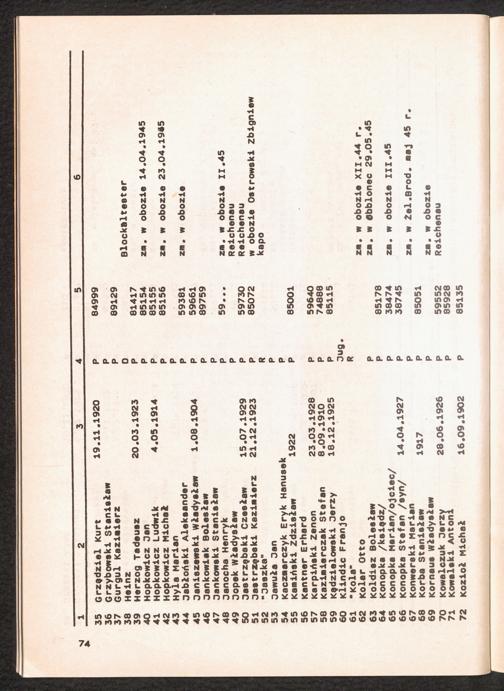 74
1 2 3 4 5 6
35 Grzędziel Kurt 19.11.1920 P 84999
36 Grzybowski Stanisław P
37 Gurgul Kazimierz P 89129
38 Heinz D Blockaltester
39 Herzog Tadeusz 20.03.1923 P 81417
40 Hopkowicz Jan P 85154 zm. w obozie 14.04.1945
41 Hopkowicz Ludwik 4.05.1914 P 85155
42 Hopkowicz Michał P 85156 zm. w obozie 23.04.1945
43 Hyla Marian P
44 Jabłoński Aleksander P 59381 zm. w obozie
45 Janiszewski Władysław 1.08.1904 P 59661
46 Jankowiak Bolesław P 89759
47 Jankowski Stanisław P
48 Janocha Henryk P 59... zm. w obozie II.45
49 Jopek Władysław P Reichenau
50 Jastrzębski Czesław 15.07.1929 P 59730 Reichenau
51 Jastrzębski Kazimierz 21.12.1923 P 85072 w obozie Ostrowski Zbigniew
52 "Jaszka" R kapo
53 Jawuła Jan P
54 Kaczmarczyk Eryk Hanusek P
55 Kamiński Zdzisław 1922 P 85001
56 Kantner Erhard
57 Karpiński Zenon 23.03.1928 P 59640
58 Kazimierczak Stefan 8.09.1910 P 74888
59 Kędzielowski Jerzy 18.12.1925 P 85115
60 Klindic Franjo Jug.
61 "Kola" R
62 Koler Otto zm. w obozie XII.44 r.
63 Koldisz Bolesław P zm. w Gbblonec 29.05.45
64 Konopka /ksiądz/ P 85178
65 Konopka Marian/ojciec/ P 38474 zm. w obozie III.45
66 Konopka Stefan /syn/ 14.04.1927 P 38745
67 Konwerski Marian P zm. w Żel.Brod. maj 45 r.
68 Korba Stanisław 1917 P 85051
69 Kornaus Władysław P zm. w obozie
70 Kowalczuk Jerzy 28.06.1926 P 59552 Reichenau
71 Kowalski Antoni P 85928
72 Kozioł Michał 16.09.1902 P 85135